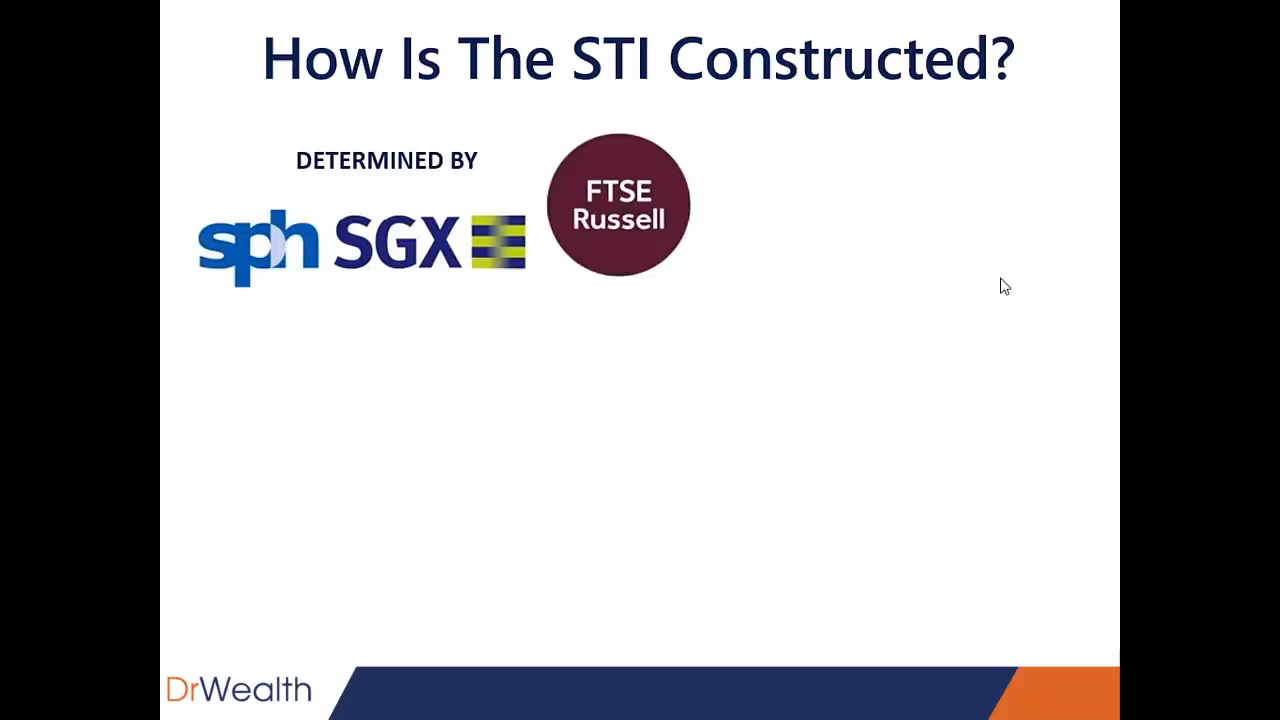 How Is The STI Constructed?
DETERMINED BY
sph SGX
FTSE
Russell
DrWealth